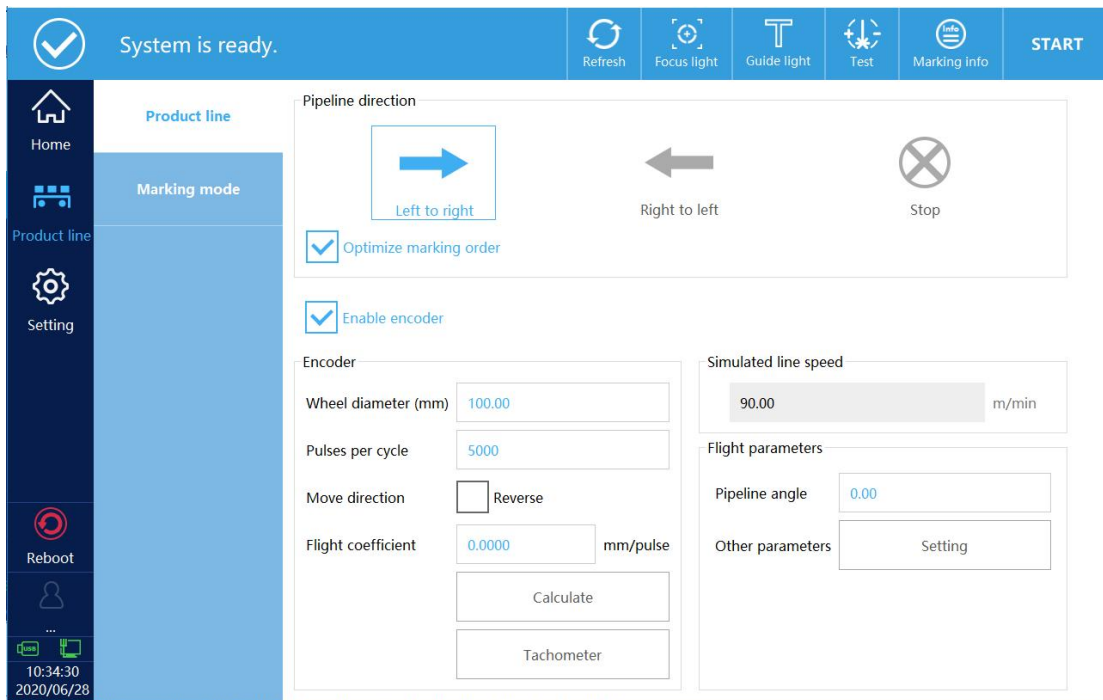 System is ready.
Refresh
Focus light
Guide light
Test
Info
Marking info
START
Home
Product line
Setting
Reboot
...
USB
10:34:30
2020/06/28
Product line
Marking mode
Pipeline direction
Left to right
Right to left
Stop
Optimize marking order
Enable encoder
Encoder
Wheel diameter (mm) 100.00
Pulses per cycle 5000
Move direction Reverse
Flight coefficient 0.0000 mm/pulse
Calculate
Tachometer
Simulated line speed
90.00 m/min
Flight parameters
Pipeline angle 0.00
Other parameters Setting